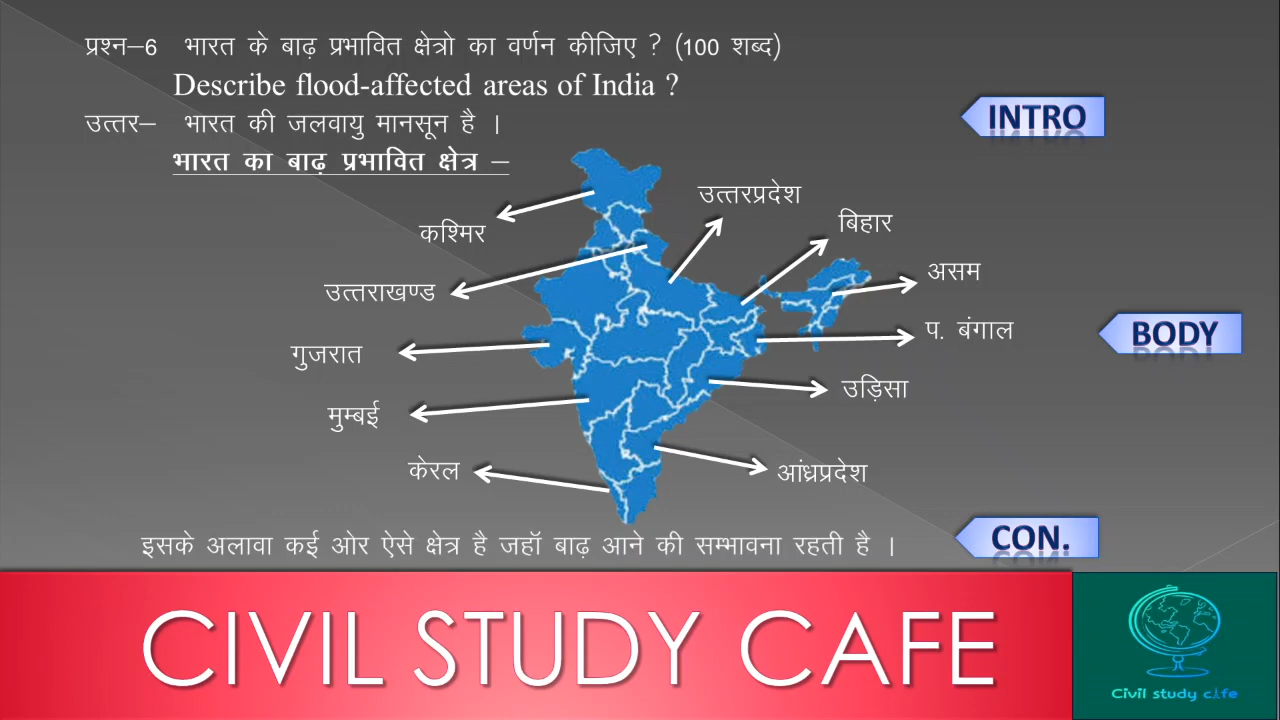 प्रश्न–6 भारत के बाढ़ प्रभावित क्षेत्रो का वर्णन कीजिए ? (100 शब्द)
Describe flood-affected areas of India ?
उत्तर– भारत की जलवायु मानसून है ।
INTRO
भारत का बाढ़ प्रभावित क्षेत्र –
उत्तरप्रदेश
बिहार
कश्मिर
असम
उत्तराखण्ड
प. बंगाल
BODY
गुजरात
उड़िसा
मुम्बई
केरल
आंध्रप्रदेश
इसके अलावा कई ओर ऐसे क्षेत्र है जहॉ बाढ़ आने की सम्भावना रहती है ।
CON.
CIVIL STUDY CAFE
Civil study cafe